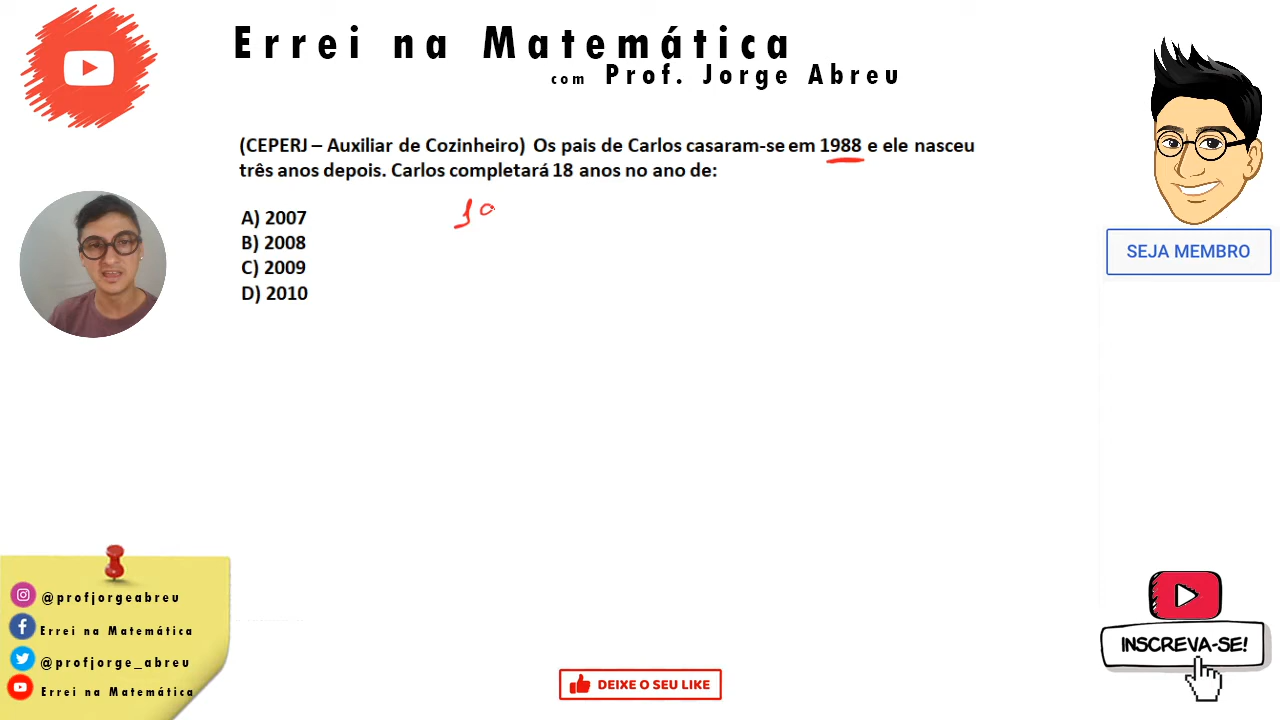 Errei na Matemática
com Prof. Jorge Abreu
(CEPERJ – Auxiliar de Cozinheiro) Os pais de Carlos casaram-se em 1988 e ele nasceu
três anos depois. Carlos completará 18 anos no ano de:
A) 2007
B) 2008
C) 2009
D) 2010
SEJA MEMBRO
@profjorgeabreu
Errei na Matemática
@profjorge_abreu
Errei na Matemática
DEIXE O SEU LIKE
INSCREVA-SE!